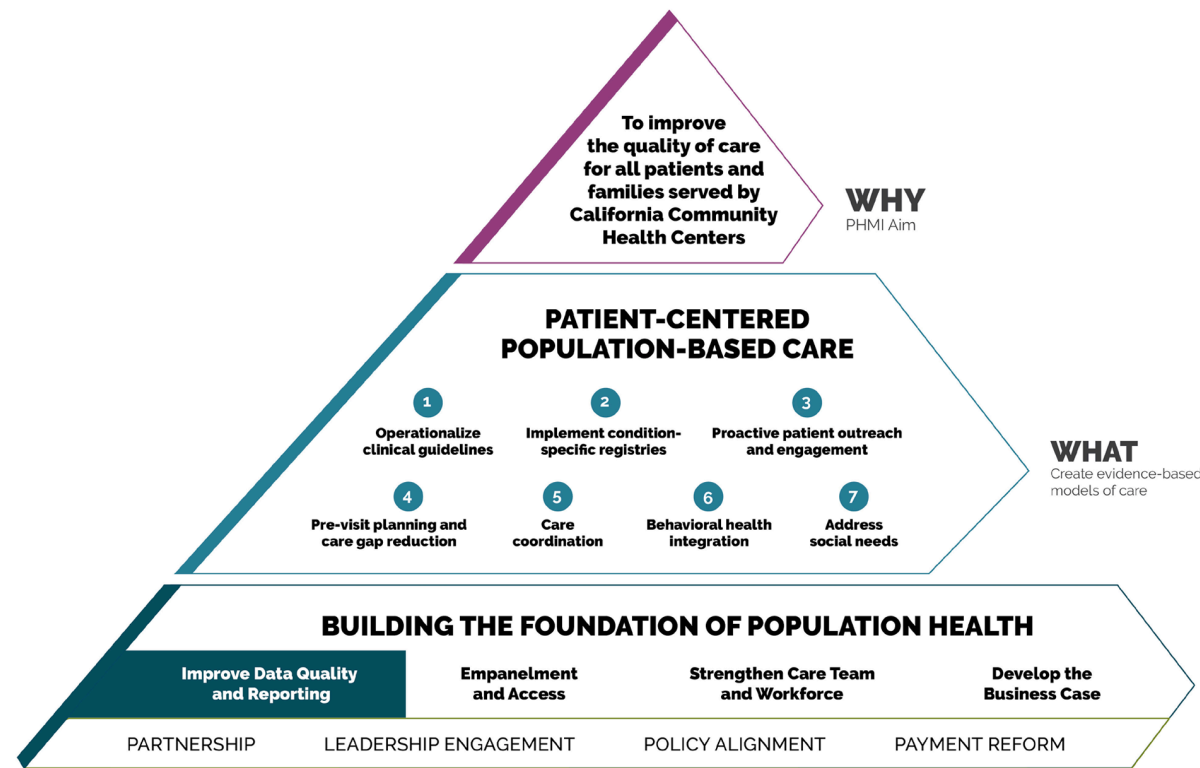 To improve
the quality of care
for all patients and
families served by
California Community
Health Centers
WHY
PHMI Aim
PATIENT-CENTERED
POPULATION-BASED CARE
1
Operationalize
clinical guidelines
2
Implement condition-
specific registries
3
Proactive patient outreach
and engagement
4
Pre-visit planning and
care gap reduction
5
Care
coordination
6
Behavioral health
integration
7
Address
social needs
WHAT
Create evidence-based
models of care
BUILDING THE FOUNDATION OF POPULATION HEALTH
Improve Data Quality
and Reporting
Empanelment
and Access
Strengthen Care Team
and Workforce
Develop the
Business Case
PARTNERSHIP
LEADERSHIP ENGAGEMENT
POLICY ALIGNMENT
PAYMENT REFORM